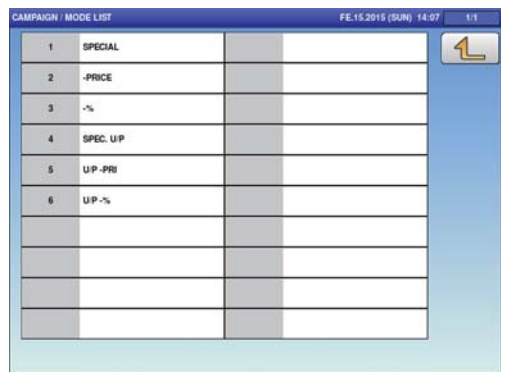 CAMPAIGN / MODE LIST FE.15.2015 (SUN) 14:07 1/1
1 SPECIAL
2 -PRICE
3 -%
4 SPEC. U/P
5 U/P -PRI
6 U/P -%